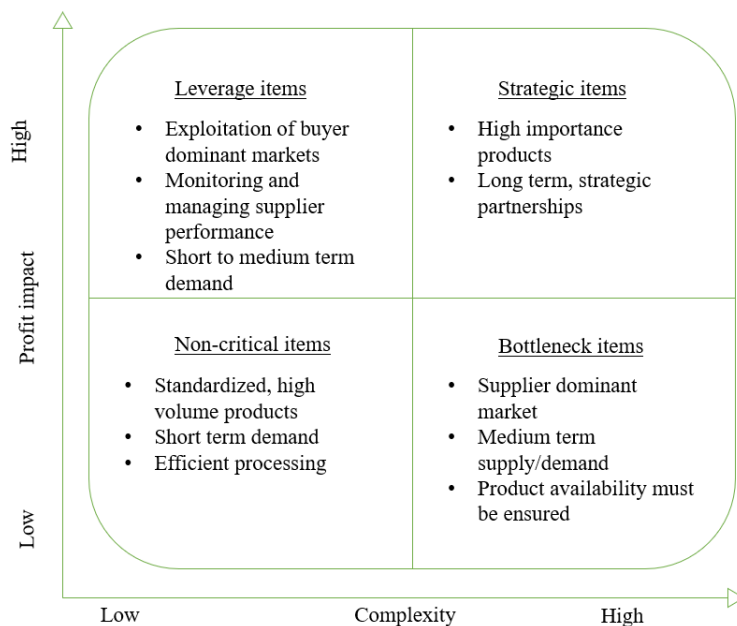 High
Profit impact
Low
Leverage items
• Exploitation of buyer
dominant markets
• Monitoring and
managing supplier
performance
• Short to medium term
demand
Strategic items
• High importance
products
• Long term, strategic
partnerships
Non-critical items
• Standardized, high
volume products
• Short term demand
• Efficient processing
Bottleneck items
• Supplier dominant
market
• Medium term
supply/demand
• Product availability must
be ensured
Low
Complexity
High